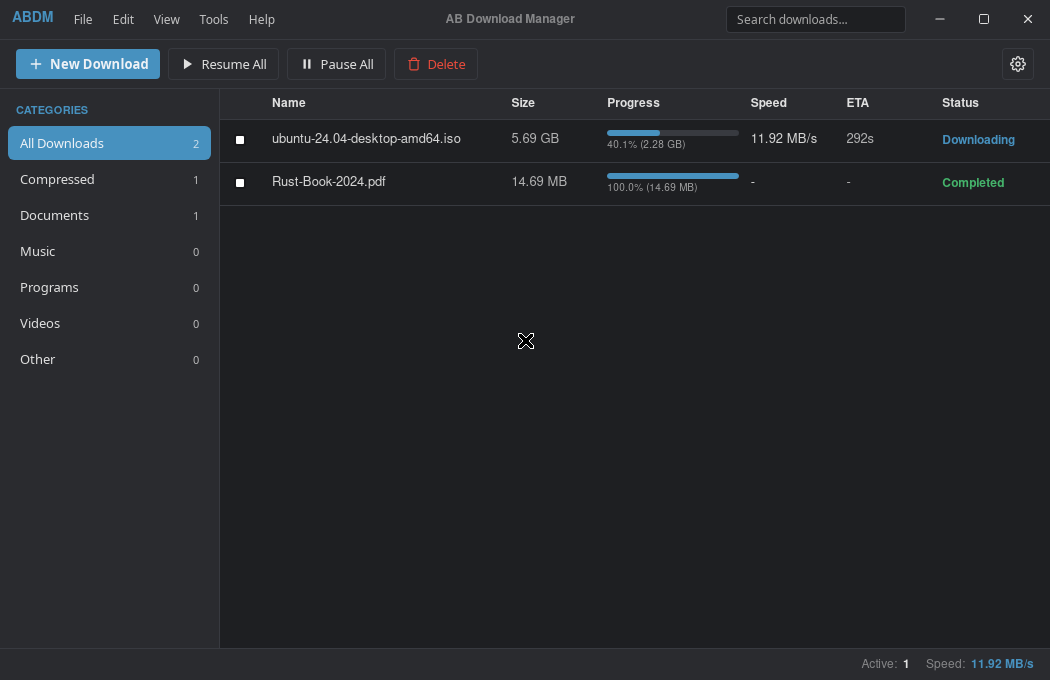 ABDM File Edit View Tools Help AB Download Manager Search downloads...
New Download Resume All Pause All Delete
CATEGORIES
All Downloads 2
Compressed 1
Documents 1
Music 0
Programs 0
Videos 0
Other 0
Name Size Progress Speed ETA Status
ubuntu-24.04-desktop-amd64.iso 5.69 GB 40.1% (2.28 GB) 11.92 MB/s 292s Downloading
Rust-Book-2024.pdf 14.69 MB 100.0% (14.69 MB) - - Completed
Active: 1 Speed: 11.92 MB/s